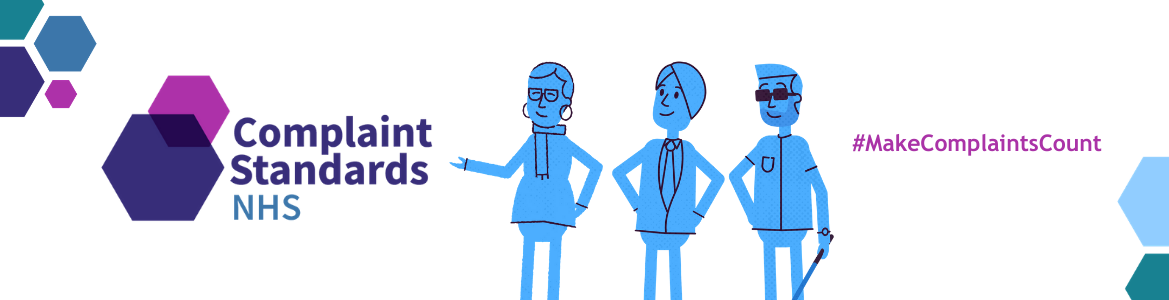 Complaint
Standards
NHS
#MakeComplaintsCount